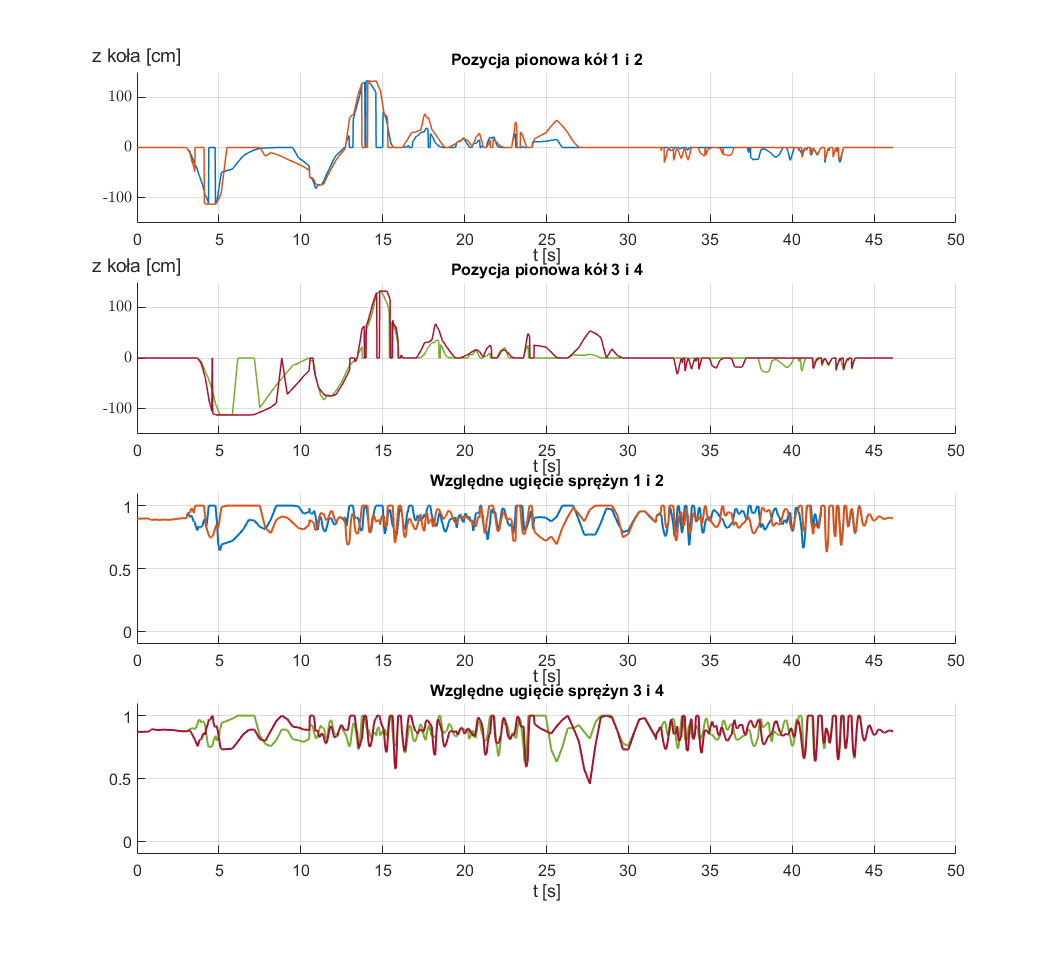 z koła [cm]
Pozycja pionowa kół 1 i 2
100
0
-100
0 5 10 15 20 25 30 35 40 45 50
t [s]
z koła [cm]
Pozycja pionowa kół 3 i 4
100
0
-100
0 5 10 15 20 25 30 35 40 45 50
t [s]
Względne ugięcie sprężyn 1 i 2
1
0.5
0
0 5 10 15 20 25 30 35 40 45 50
t [s]
Względne ugięcie sprężyn 3 i 4
1
0.5
0
0 5 10 15 20 25 30 35 40 45 50
t [s]